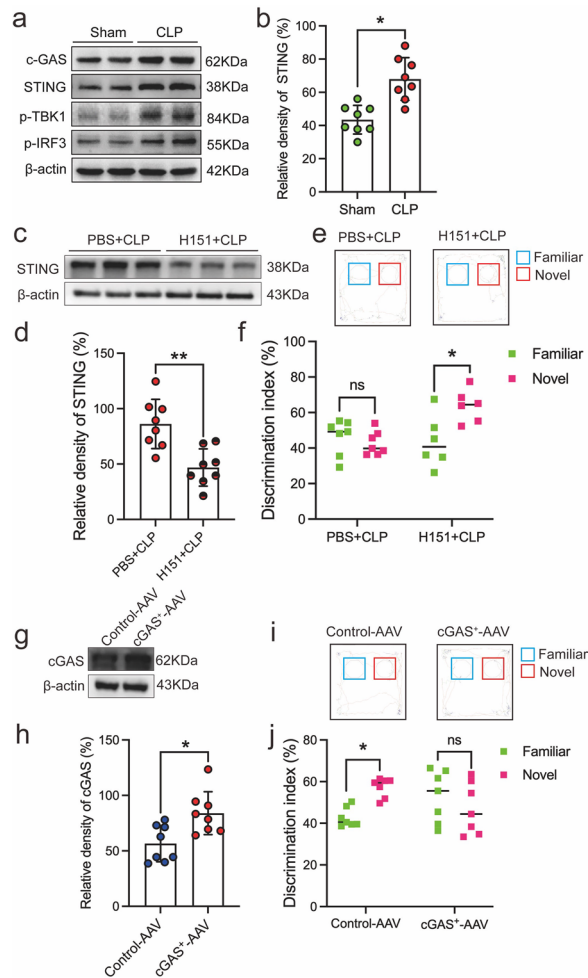 a
Sham CLP
c-GAS 62KDa
STING 38KDa
p-TBK1 84KDa
p-IRF3 55KDa
β-actin 42KDa
b
Relative density of STING (%)
100
80
60
40
20
0
*
Sham CLP
c
PBS+CLP H151+CLP
STING 38KDa
β-actin 43KDa
d
Relative density of STING (%)
150
100
50
0
**
PBS+CLP
H151+CLP
e
PBS+CLP H151+CLP
Familiar
Novel
f
Discrimination index (%)
100
80
60
40
20
0
ns
*
Familiar
Novel
PBS+CLP H151+CLP
g
Control-AAV
cGAS⁺-AAV
cGAS 62KDa
β-actin 43KDa
h
Relative density of cGAS (%)
150
100
50
0
*
Control-AAV
cGAS⁺-AAV
i
Control-AAV cGAS⁺-AAV
Familiar
Novel
j
Discrimination index (%)
80
60
40
20
0
*
ns
Familiar
Novel
Control-AAV cGAS⁺-AAV